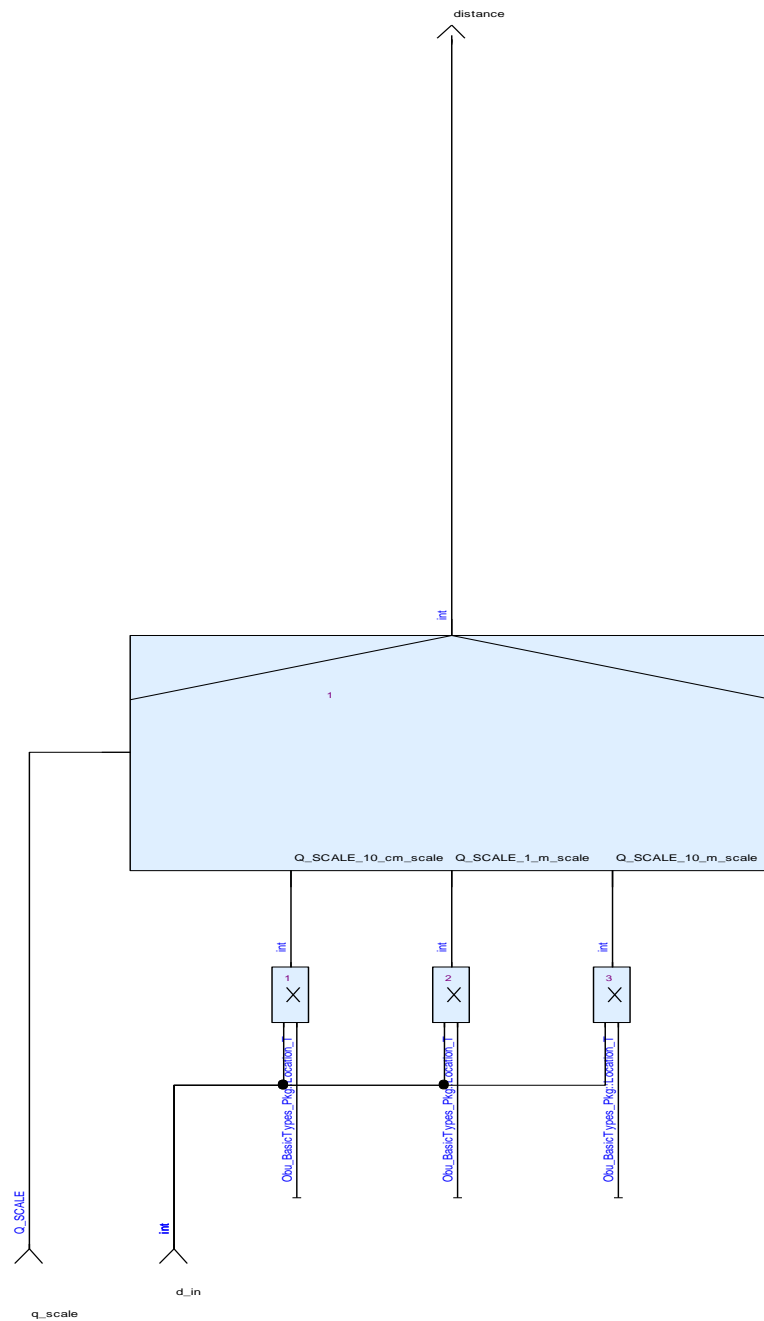 distance
int
1
Q_SCALE_10_cm_scale
Q_SCALE_1_m_scale
Q_SCALE_10_m_scale
int
int
int
1
2
3
Obu_BasicTypes_Pkg::Location_T
Obu_BasicTypes_Pkg::Location_T
Obu_BasicTypes_Pkg::Location_T
Q_SCALE
int
d_in
q_scale